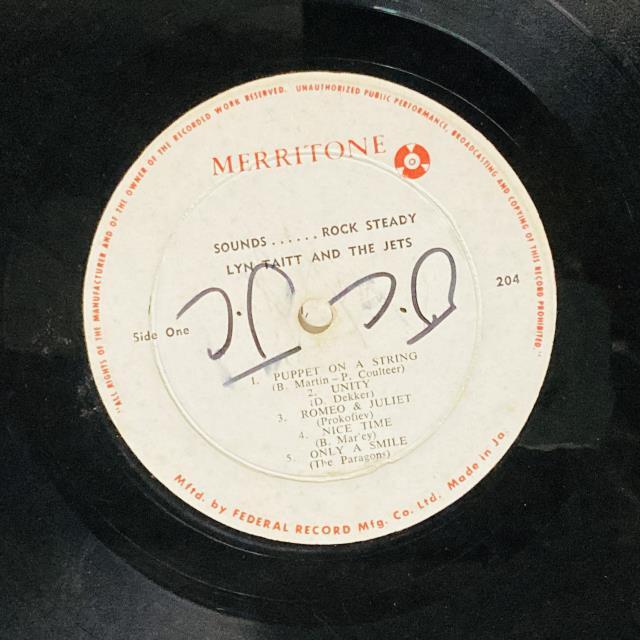 "ALL RIGHTS OF THE MANUFACTURER AND OF THE OWNER OF THE RECORDED WORK RESERVED. UNAUTHORIZED PUBLIC PERFORMANCE, BROADCASTING AND COPYING OF THIS RECORD PROHIBITED."
MERRITONE
SOUNDS ...... ROCK STEADY
LYN TAITT AND THE JETS
204
Side One
1. PUPPET ON A STRING
(B. Martin - P. Coulteer)
2. UNITY
(D. Dekker)
3. ROMEO & JULIET
(Prokofiev)
4. NICE TIME
(B. Mar'ey)
5. ONLY A SMILE
(The Paragons)
Mftd. by FEDERAL RECORD Mfg. Co. Ltd. Made in Ja.